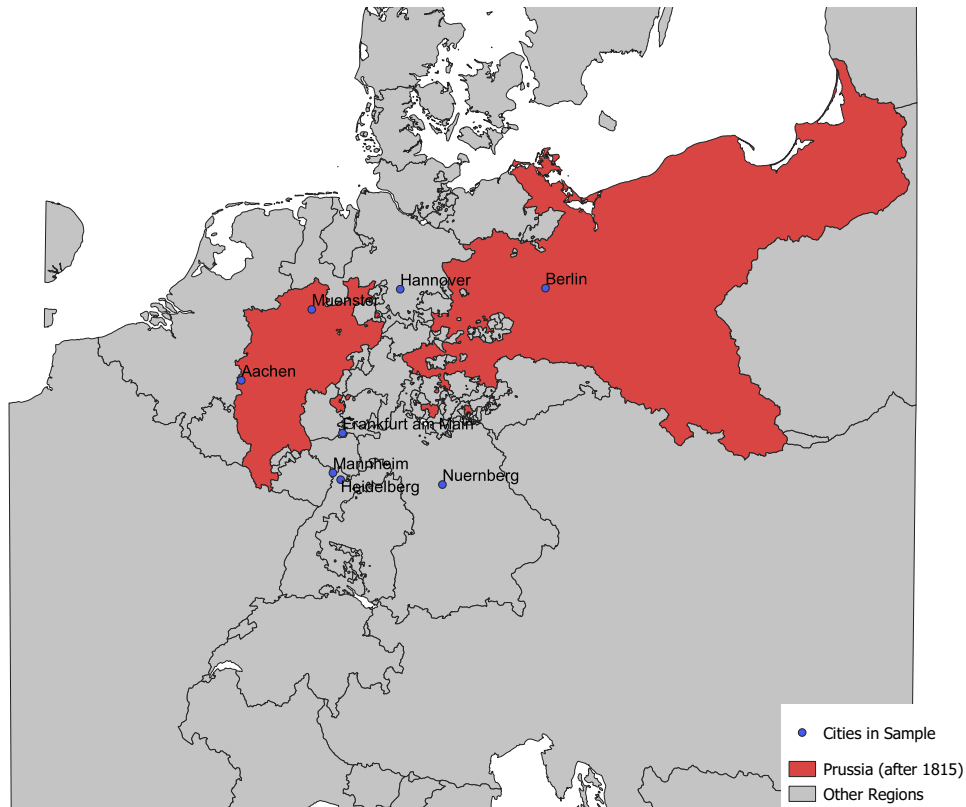 Hannover
Berlin
Muenster
Aachen
Frankfurt am Main
Mannheim
Heidelberg
Nuernberg
Cities in Sample
Prussia (after 1815)
Other Regions